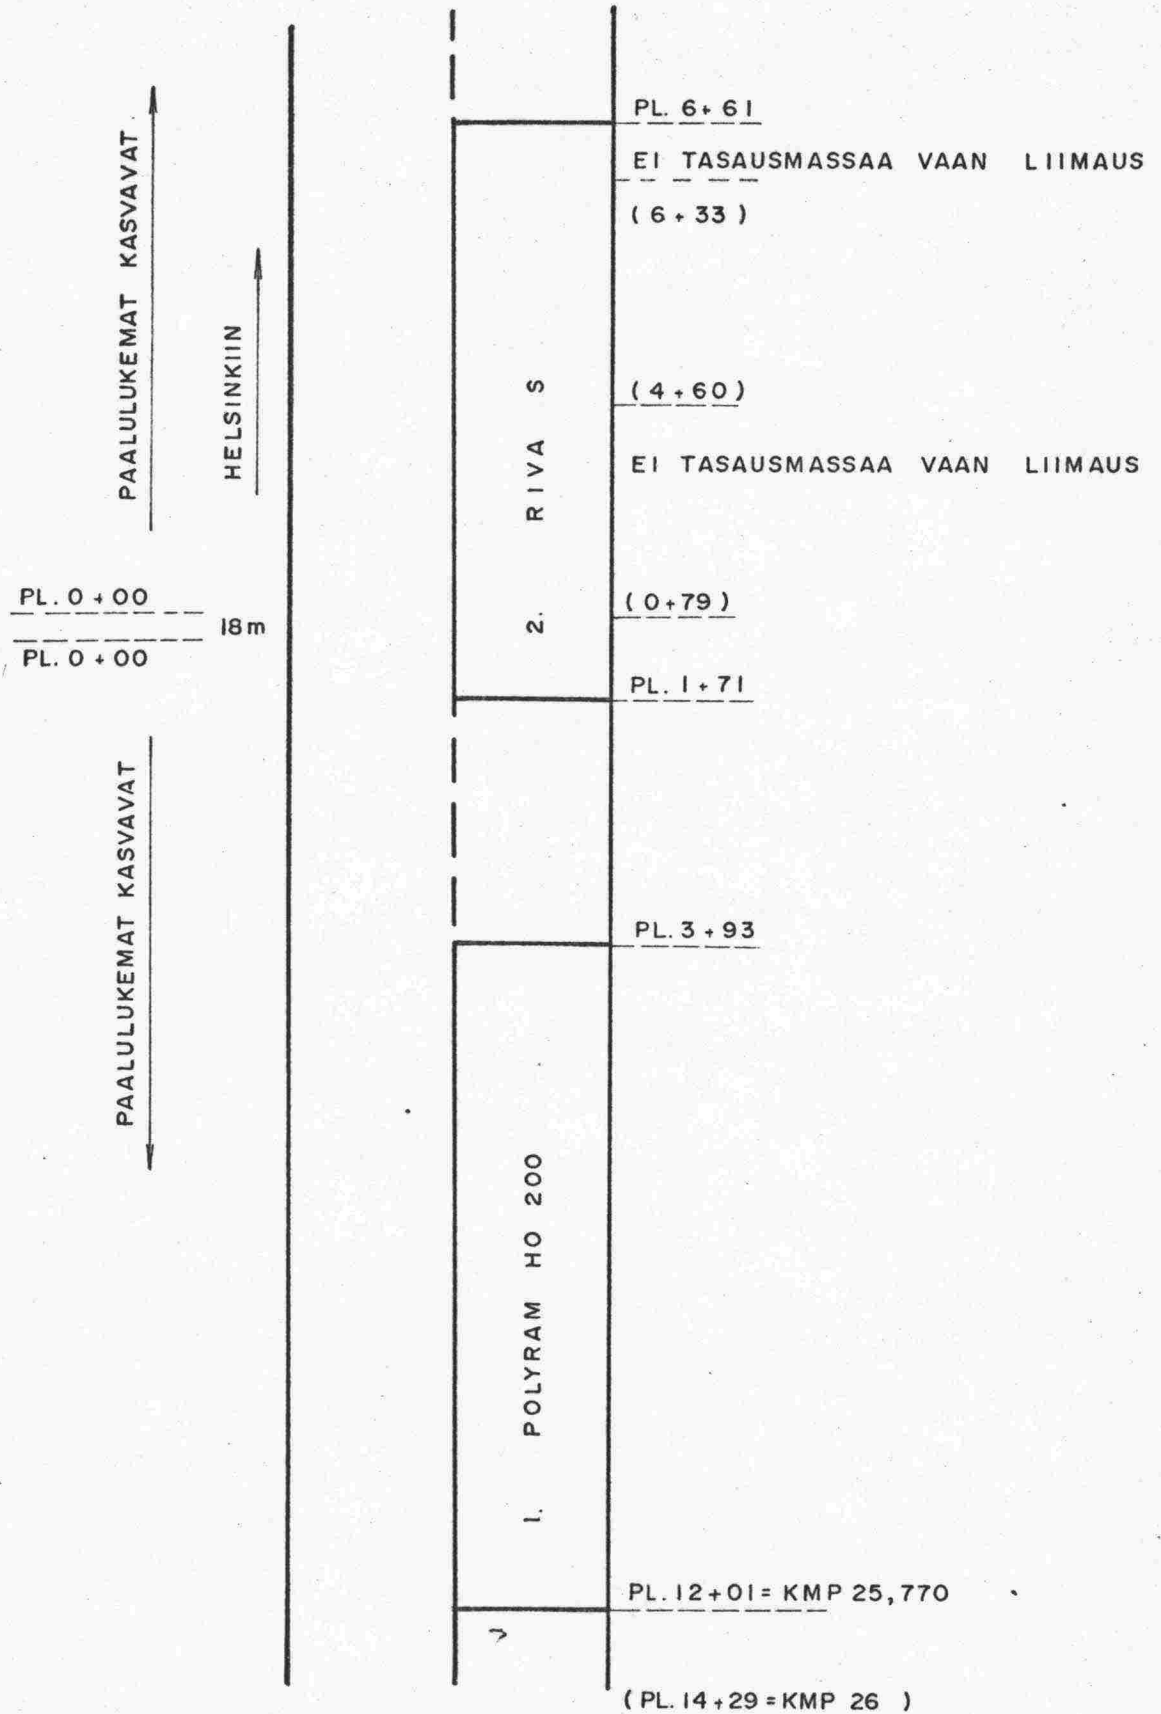 PL. 6+61
EI TASAUSMASSAA VAAN LIIMAUS
(6+33)
PAALULUKEMAT KASVAVAT
HELSINKIIN
2. RIVA S
(4+60)
EI TASAUSMASSAA VAAN LIIMAUS
PL. 0+00
18m
PL. 0+00
(0+79)
PL. 1+71
PAALULUKEMAT KASVAVAT
PL. 3+93
1. POLYRAM HO 200
PL. 12+01 = KMP 25,770
(PL. 14+29 = KMP 26 )